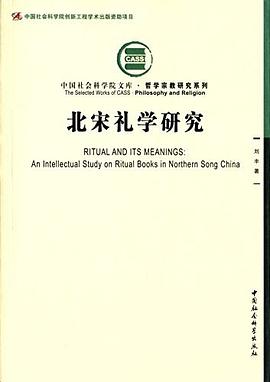 中国社会科学院创新工程学术出版资助项目
CASS
中国社会科学院文库·哲学宗教研究系列
The Selected Works of CASS · Philosophy and Religion
北宋礼学研究
RITUAL AND ITS MEANINGS:
An Intellectual Study on Ritual Books in Northern Song China
刘丰 著
中国社会科学出版社